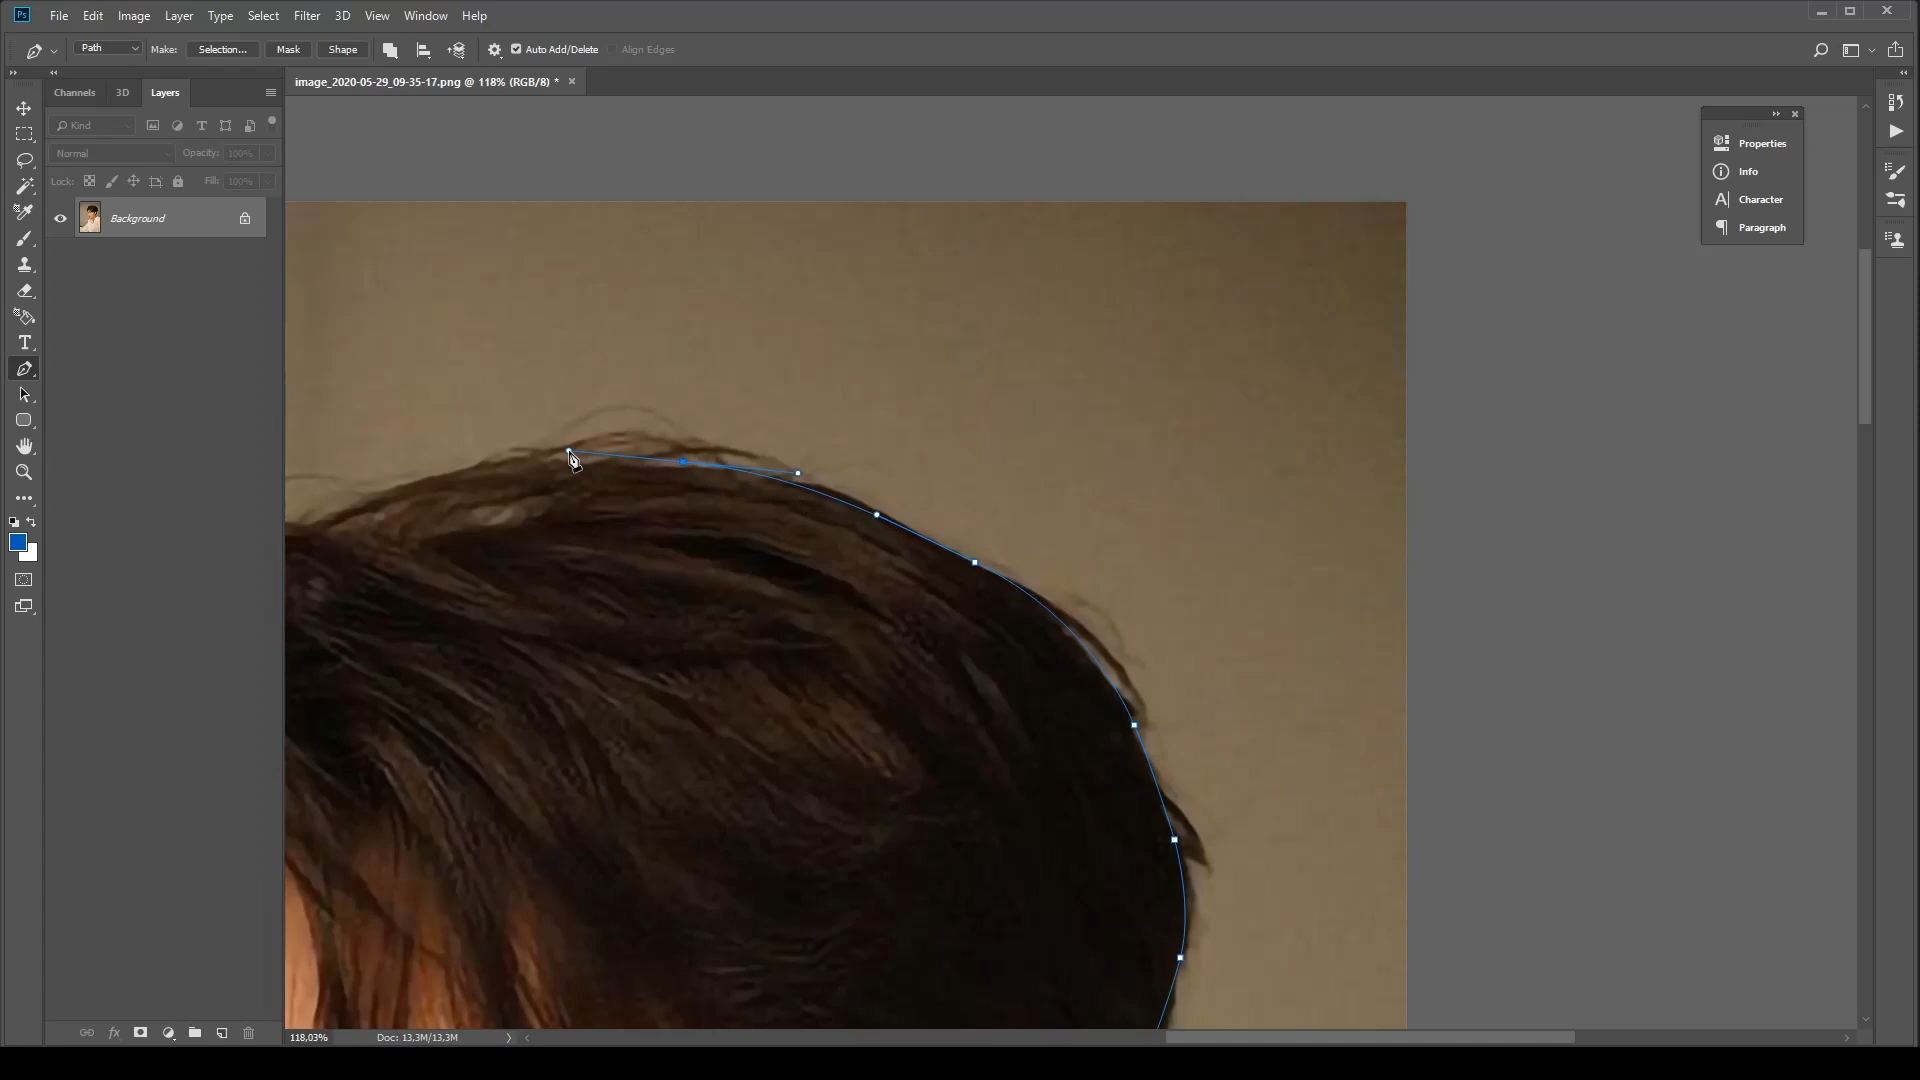 Ps File Edit Image Layer Type Select Filter 3D View Window Help
Path Make: Selection... Mask Shape Auto Add/Delete Align Edges
image_2020-05-29_09-35-17.png @ 118% (RGB/8) *
Channels 3D Layers
Kind
Normal Opacity: 100%
Lock: Fill: 100%
Background
Properties
Info
Character
Paragraph
118,03% Doc: 13,3M/13,3M